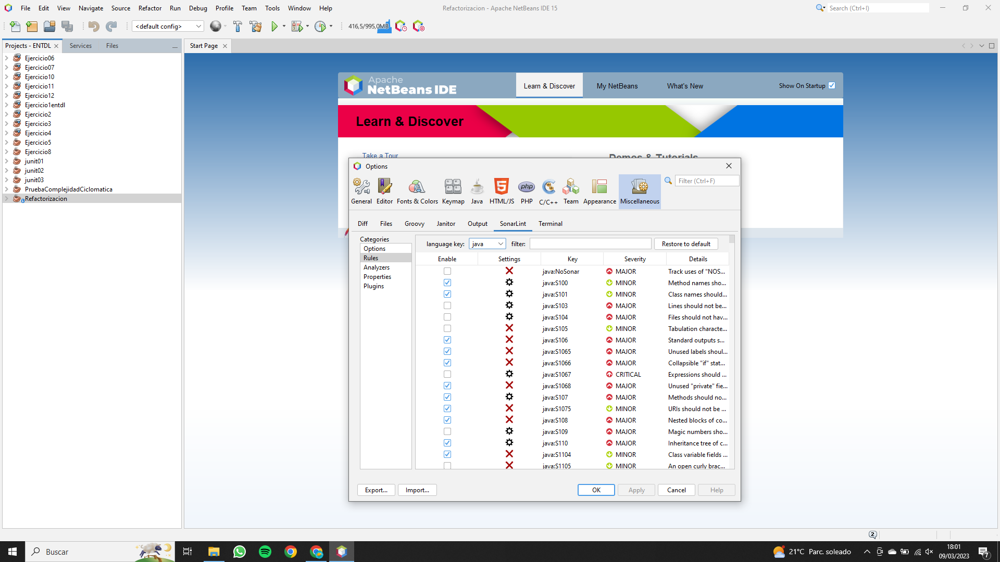 File Edit View Navigate Source Refactor Run Debug Profile Team Tools Window Help
Refactorizacion - Apache NetBeans IDE 15
Search (Ctrl+I)
<default config>
416,5/995,0MB
Projects - ENTDL
Services
Files
Start Page
Ejercicio06
Ejercicio07
Ejercicio10
Ejercicio11
Ejercicio12
Ejercicio1entdl
Ejercicio2
Ejercicio3
Ejercicio4
Ejercicio5
Ejercicio8
junit01
junit02
junit03
PruebaComplejidadCiclomatica
Refactorizacion
Apache
NetBeans IDE
Learn & Discover
My NetBeans
What's New
Show On Startup
Learn & Discover
Take a Tour
Demos & Tutorials
Options
General
Editor
Fonts & Colors
Keymap
Java
HTML/JS
php
PHP
C/C++
Team
Appearance
Miscellaneous
Filter (Ctrl+F)
Diff
Files
Groovy
Janitor
Output
SonarLint
Terminal
Categories
Options
Rules
Analyzers
Properties
Plugins
language key:
java
filter:
Restore to default
Enable Settings Key Severity Details
java:NoSonar MAJOR Track uses of "NOS...
java:S100 MINOR Method names sho...
java:S101 MINOR Class names should...
java:S103 MAJOR Lines should not be...
java:S104 MAJOR Files should not hav...
java:S105 MINOR Tabulation characte...
java:S106 MAJOR Standard outputs s...
java:S1065 MAJOR Unused labels shoul...
java:S1066 MAJOR Collapsible "if" stat...
java:S1067 CRITICAL Expressions should ...
java:S1068 MAJOR Unused "private" fie...
java:S107 MAJOR Methods should no...
java:S1075 MINOR URIs should not be ...
java:S108 MAJOR Nested blocks of co...
java:S109 MAJOR Magic numbers sho...
java:S110 MAJOR Inheritance tree of c...
java:S1104 MINOR Class variable fields ...
java:S1105 MINOR An open curly brac...
Export...
Import...
OK
Apply
Cancel
Help
2
Buscar
21°C Parc. soleado
18:01
09/03/2023
7